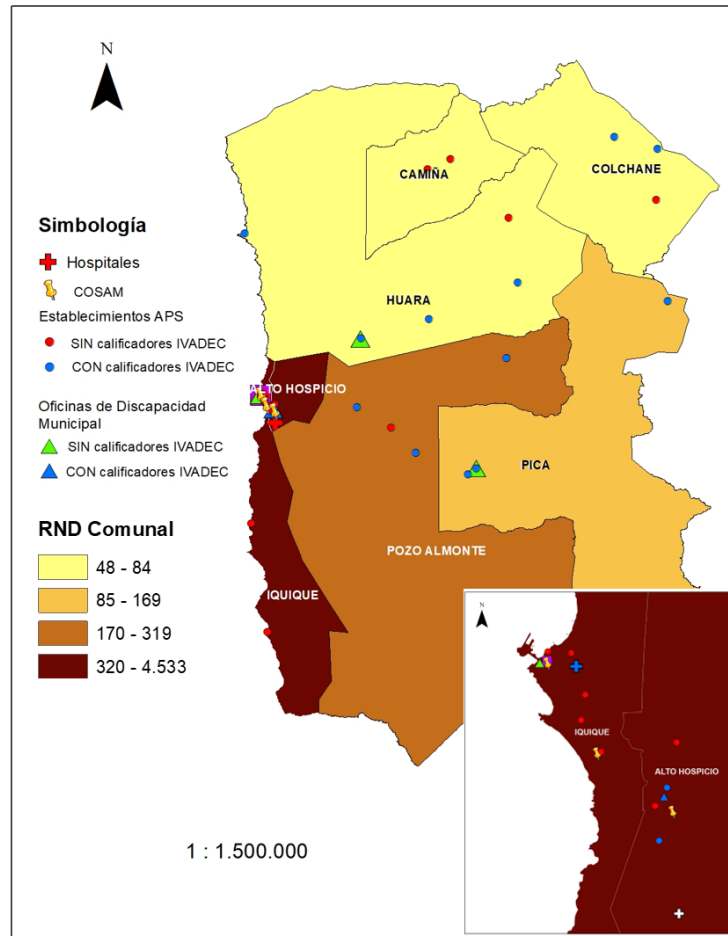 N
CAMIÑA
COLCHANE
HUARA
ALTO HOSPICIO
PICA
POZO ALMONTE
IQUIQUE
Simbología
Hospitales
COSAM
Establecimientos APS
SIN calificadores IVADEC
CON calificadores IVADEC
Oficinas de Discapacidad
Municipal
SIN calificadores IVADEC
CON calificadores IVADEC
RND Comunal
48 - 84
85 - 169
170 - 319
320 - 4.533
1 : 1.500.000
N
IQUIQUE
ALTO HOSPICIO